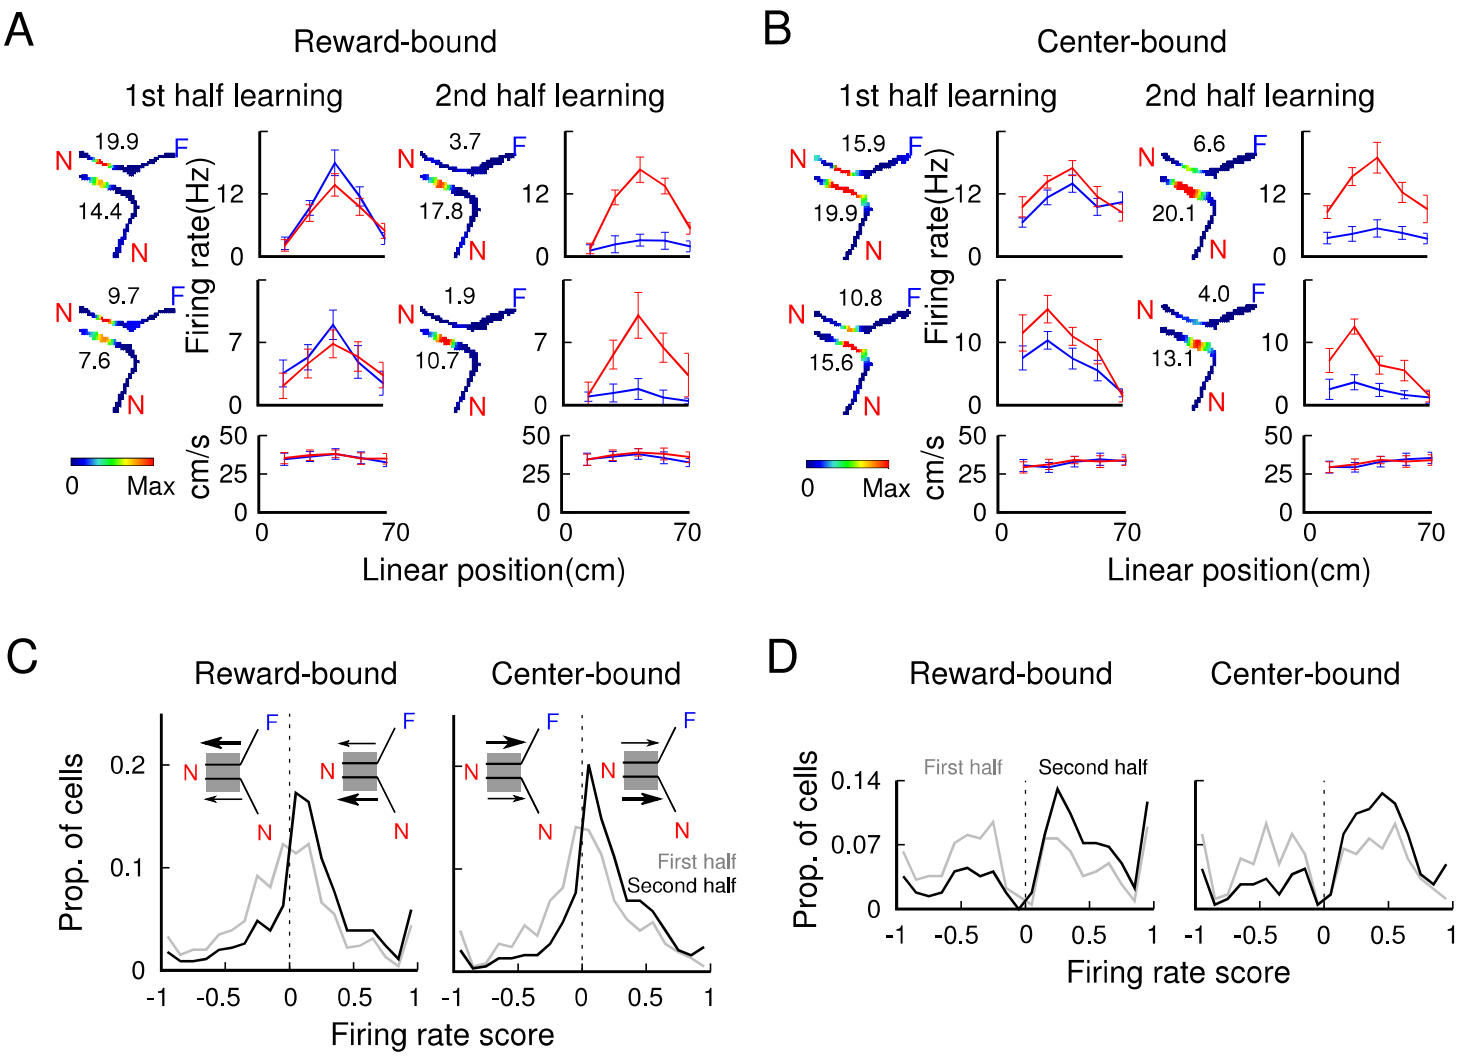 A
Reward-bound
1st half learning
2nd half learning
19.9
N
F
14.4
N
Firing rate(Hz)
12
0
3.7
N
F
17.8
N
12
0
9.7
N
F
7.6
N
7
0
1.9
N
F
10.7
N
7
0
0
Max
cm/s
50
25
0
0
70
50
25
0
0
70
Linear position(cm)
B
Center-bound
1st half learning
2nd half learning
15.9
N
F
19.9
N
Firing rate(Hz)
12
0
6.6
N
F
20.1
N
12
0
10.8
N
F
15.6
N
10
0
4.0
N
F
13.1
N
10
0
0
Max
cm/s
50
25
0
0
70
50
25
0
0
70
Linear position(cm)
C
Reward-bound
Center-bound
Prop. of cells
0.2
0.1
0
F
N
N
F
N
N
F
N
N
F
N
N
First half
Second half
-1
-0.5
0
0.5
1
-1
-0.5
0
0.5
1
Firing rate score
D
Reward-bound
Center-bound
Prop. of cells
0.14
0.07
0
First half
Second half
-1
-0.5
0
0.5
1
-1
-0.5
0
0.5
1
Firing rate score